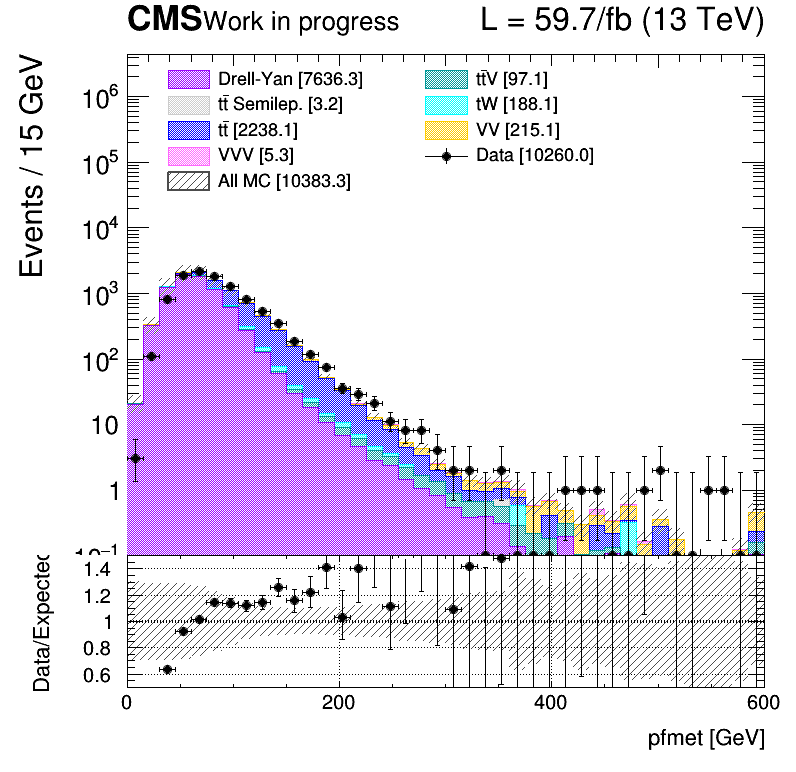 CMS Work in progress L = 59.7/fb (13 TeV)
Events / 15 GeV
Drell-Yan [7636.3] tt̄V [97.1]
tt̄ Semilep. [3.2] tW [188.1]
tt̄ [2238.1] VV [215.1]
VVV [5.3] Data [10260.0]
All MC [10383.3]
10⁶
10⁵
10⁴
10³
10²
10
1
10⁻¹
Data/Expected
1.4
1.2
1
0.8
0.6
0 200 400 600
pfmet [GeV]